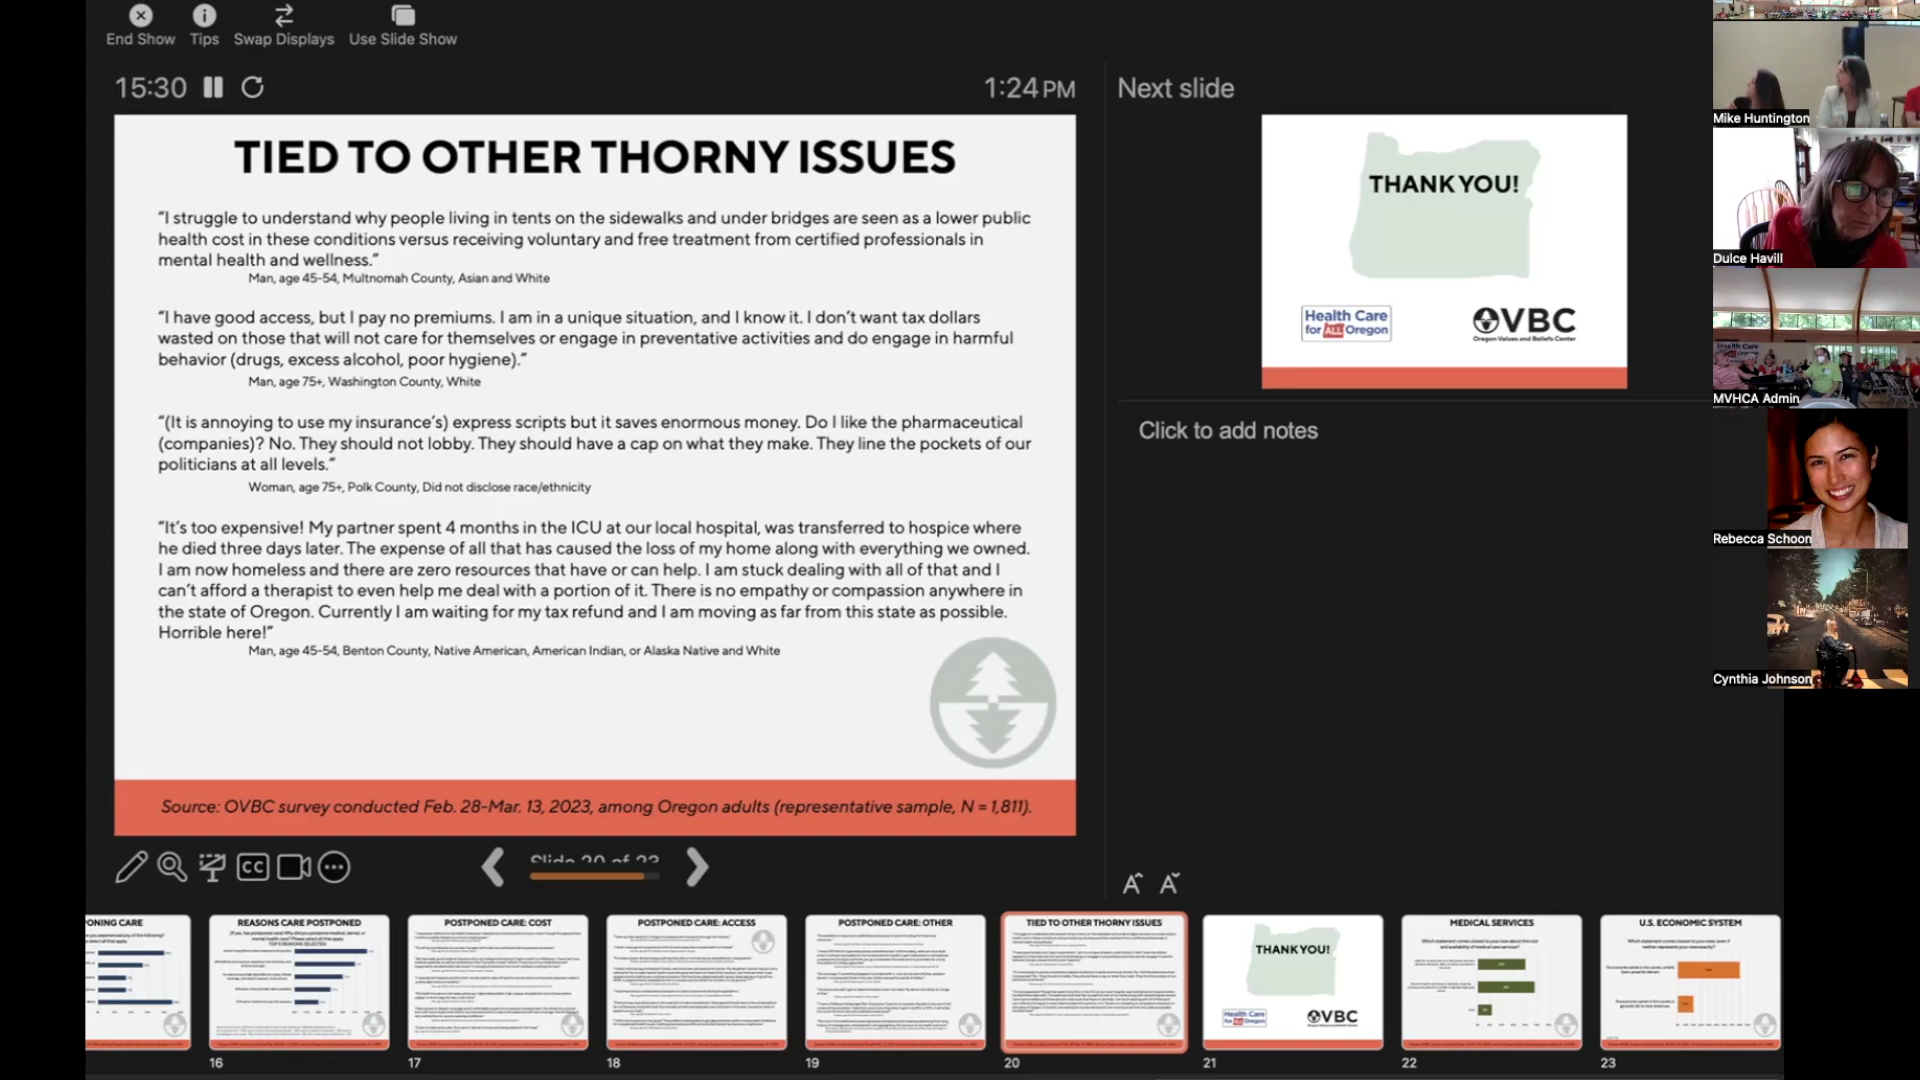 End Show
Tips
Swap Displays
Use Slide Show
15:30
1:24 PM
TIED TO OTHER THORNY ISSUES
“I struggle to understand why people living in tents on the sidewalks and under bridges are seen as a lower public
health cost in these conditions versus receiving voluntary and free treatment from certified professionals in
mental health and wellness.”
Man, age 45-54, Multnomah County, Asian and White
“I have good access, but I pay no premiums. I am in a unique situation, and I know it. I don’t want tax dollars
wasted on those that will not care for themselves or engage in preventative activities and do engage in harmful
behavior (drugs, excess alcohol, poor hygiene).”
Man, age 75+, Washington County, White
“(It is annoying to use my insurance’s) express scripts but it saves enormous money. Do I like the pharmaceutical
(companies)? No. They should not lobby. They should have a cap on what they make. They line the pockets of our
politicians at all levels.”
Woman, age 75+, Polk County, Did not disclose race/ethnicity
“It’s too expensive! My partner spent 4 months in the ICU at our local hospital, was transferred to hospice where
he died three days later. The expense of all that has caused the loss of my home along with everything we owned.
I am now homeless and there are zero resources that have or can help. I am stuck dealing with all of that and I
can’t afford a therapist to even help me deal with a portion of it. There is no empathy or compassion anywhere in
the state of Oregon. Currently I am waiting for my tax refund and I am moving as far from this state as possible.
Horrible here!”
Man, age 45-54, Benton County, Native American, American Indian, or Alaska Native and White
Source: OVBC survey conducted Feb. 28-Mar. 13, 2023, among Oregon adults (representative sample, N = 1,811).
Next slide
THANK YOU!
Health Care
for ALL Oregon
OVBC
Oregon Values and Beliefs Center
Click to add notes
Mike Huntington
Dulce Havill
MVHCA Admin
Rebecca Schoon
Cynthia Johnson
CC
Slide 20 of 23
A
A
PONING CARE
REASONS CARE POSTPONED
POSTPONED CARE: COST
POSTPONED CARE: ACCESS
POSTPONED CARE: OTHER
TIED TO OTHER THORNY ISSUES
THANK YOU!
Health Care
for ALL Oregon
OVBC
MEDICAL SERVICES
U.S. ECONOMIC SYSTEM
16
17
18
19
20
21
22
23